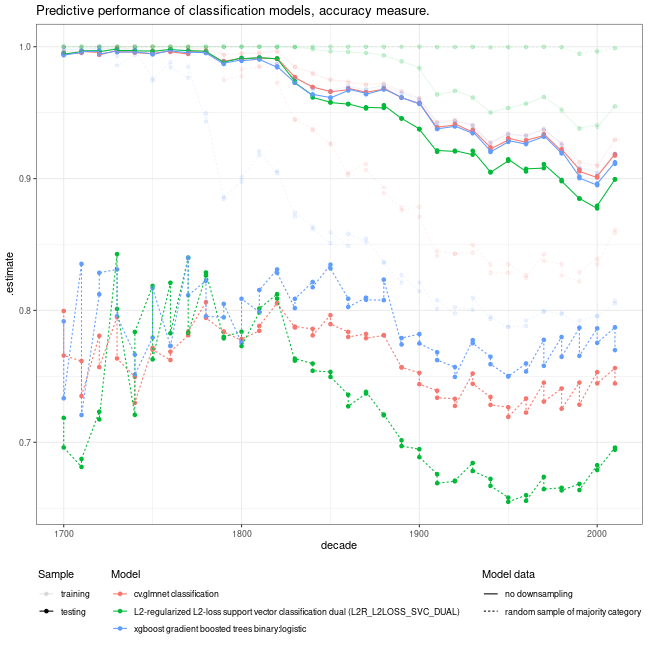 Predictive performance of classification models, accuracy measure.
1.0
0.9
0.8
0.7
.estimate
1700
1800
1900
2000
decade
Sample
training
testing
Model
cv.glmnet classification
L2-regularized L2-loss support vector classification dual (L2R_L2LOSS_SVC_DUAL)
xgboost gradient boosted trees binary:logistic
Model data
no downsampling
random sample of majority category